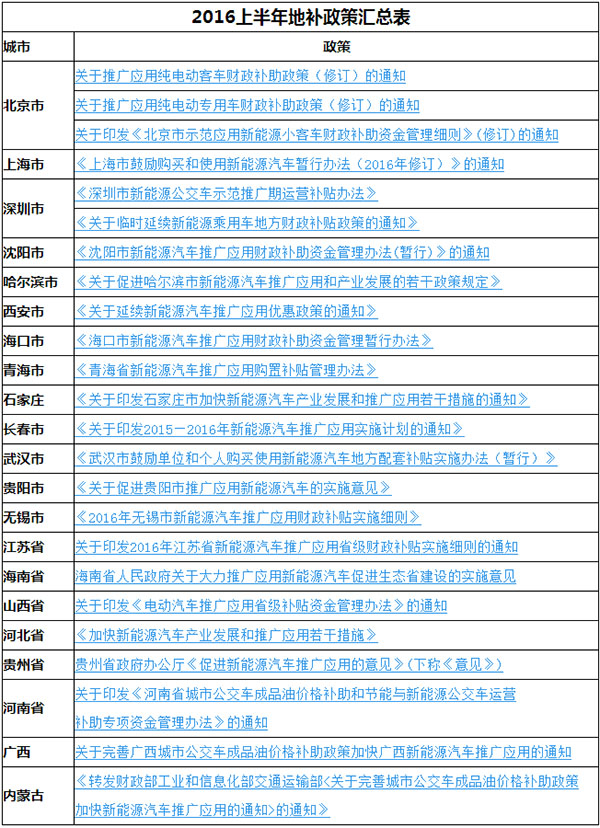 2016上半年地补政策汇总表
城市 政策
北京市
关于推广应用纯电动客车财政补助政策（修订）的通知
关于推广应用纯电动专用车财政补助政策（修订）的通知
关于印发《北京市示范应用新能源小客车财政补助资金管理细则》(修订)的通知
上海市 《上海市鼓励购买和使用新能源汽车暂行办法（2016年修订）》的通知
深圳市
《深圳市新能源公交车示范推广期运营补贴办法》
《关于临时延续新能源乘用车地方财政补贴政策的通知》
沈阳市 《沈阳市新能源汽车推广应用财政补助资金管理办法(暂行)》的通知
哈尔滨市 《关于促进哈尔滨市新能源汽车推广应用和产业发展的若干政策规定》
西安市 《关于延续新能源汽车推广应用优惠政策的通知》
海口市 《海口市新能源汽车推广应用财政补助资金管理暂行办法》
青海市 《青海省新能源汽车推广应用购置补贴管理办法》
石家庄 《关于印发石家庄市加快新能源汽车产业发展和推广应用若干措施的通知》
长春市 《关于印发2015—2016年新能源汽车推广应用实施计划的通知》
武汉市 《武汉市鼓励单位和个人购买使用新能源汽车地方配套补贴实施办法（暂行）》
贵阳市 《关于促进贵阳市推广应用新能源汽车的实施意见》
无锡市 《2016年无锡市新能源汽车推广应用财政补贴实施细则》
江苏省 关于印发2016年江苏省新能源汽车推广应用省级财政补贴实施细则的通知
海南省 海南省人民政府关于大力推广应用新能源汽车促进生态省建设的实施意见
山西省 关于印发《电动汽车推广应用省级补贴资金管理办法》的通知
河北省 《加快新能源汽车产业发展和推广应用若干措施》
贵州省 贵州省政府办公厅《促进新能源汽车推广应用的意见》(下称《意见》)
河南省
关于印发《河南省城市公交车成品油价格补助和节能与新能源公交车运营
补助专项资金管理办法》的通知
广西 关于完善广西城市公交车成品油价格补助政策加快广西新能源汽车推广应用的通知
内蒙古
《转发财政部工业和信息化部交通运输部<关于完善城市公交车成品油价格补助政策
加快新能源汽车推广应用的通知>的通知》